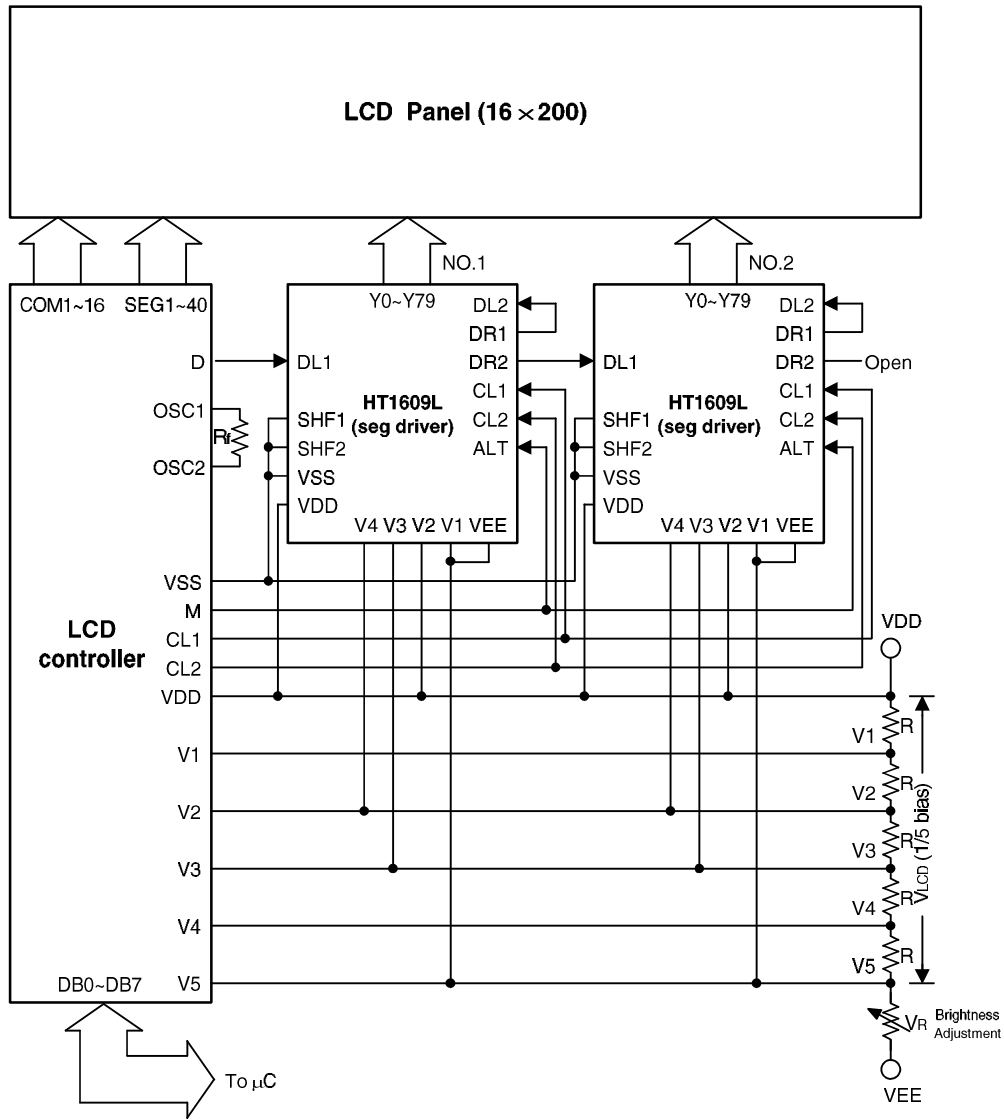 LCD Panel (16 × 200)
NO.1
NO.2
COM1~16 SEG1~40
Y0~Y79
Y0~Y79
DL2
DL2
DR1
DR1
D
DL1
DR2
DL1
DR2
Open
CL1
CL1
OSC1
HT1609L
HT1609L
SHF1
CL2
SHF1
CL2
Rf
(seg driver)
(seg driver)
SHF2
ALT
SHF2
ALT
OSC2
VSS
VSS
VDD
VDD
V4 V3 V2 V1 VEE
V4 V3 V2 V1 VEE
VSS
M
LCD
controller
CL1
CL2
VDD
VDD
R
V1
V1
R
V2
V2
R
V3
V3
R
V4
V4
R
V5
VLCD (1/5 bias)
DB0~DB7
V5
VR
Brightness
Adjustment
To µC
VEE